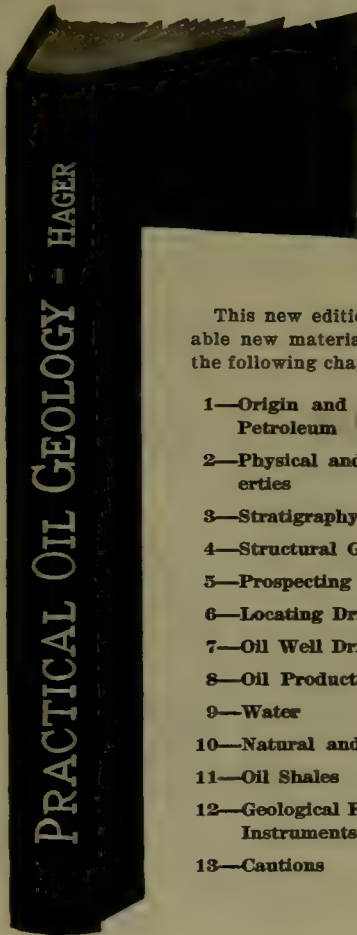 PRACTICAL OIL GEOLOGY - HAGER
This new editi
able new materia
the following cha
1—Origin and
Petroleum
2—Physical and
erties
3—Stratigraphy
4—Structural G
5—Prospecting
6—Locating Dr
7—Oil Well Dr
8—Oil Product
9—Water
10—Natural and
11—Oil Shales
12—Geological F
Instruments
13—Cautions